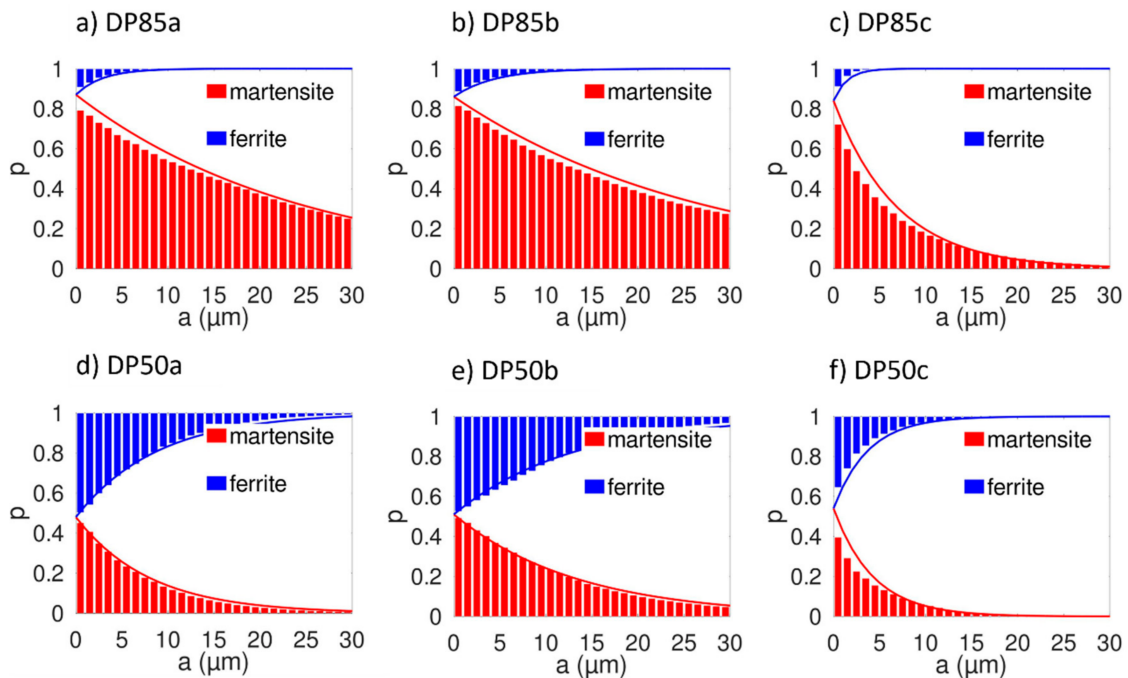 a) DP85a
b) DP85b
c) DP85c
1
0.8
0.6
0.4
0.2
0
p
martensite
ferrite
0 5 10 15 20 25 30
a (µm)
1
0.8
0.6
0.4
0.2
0
p
martensite
ferrite
0 5 10 15 20 25 30
a (µm)
1
0.8
0.6
0.4
0.2
0
p
martensite
ferrite
0 5 10 15 20 25 30
a (µm)
d) DP50a
e) DP50b
f) DP50c
1
0.8
0.6
0.4
0.2
0
p
martensite
ferrite
0 5 10 15 20 25 30
a (µm)
1
0.8
0.6
0.4
0.2
0
p
martensite
ferrite
0 5 10 15 20 25 30
a (µm)
1
0.8
0.6
0.4
0.2
0
p
martensite
ferrite
0 5 10 15 20 25 30
a (µm)